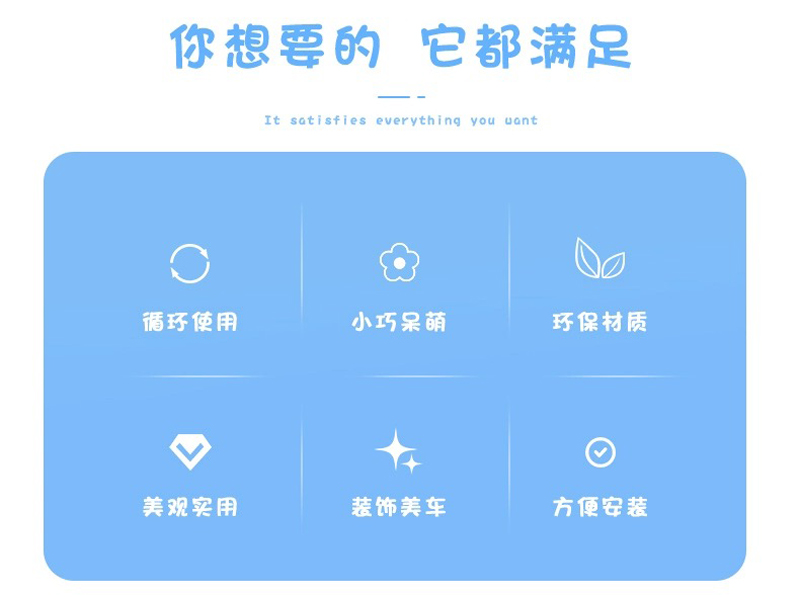 你想要的 它都满足
It satisfies everything you want
循环使用
小巧呆萌
环保材质
美观实用
装饰美车
方便安装